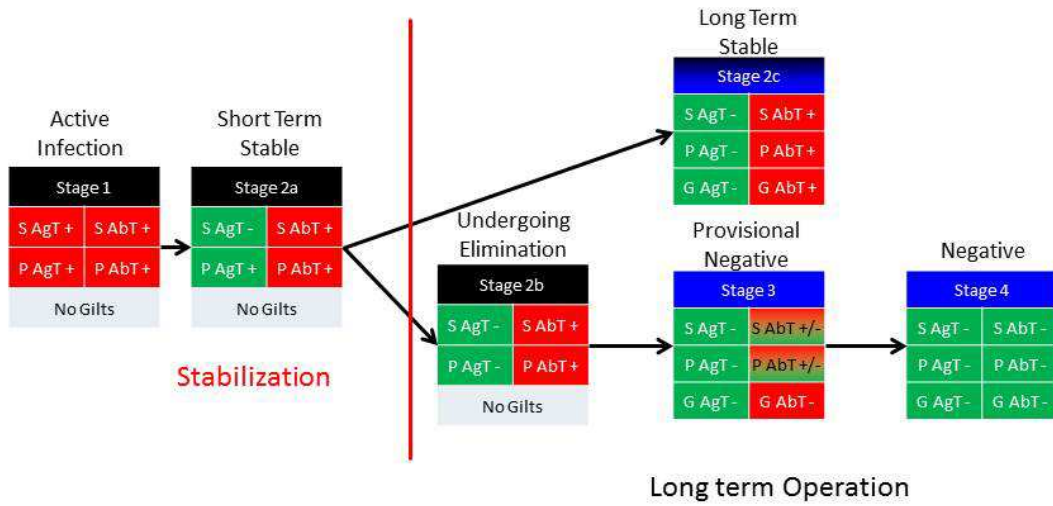 Active
Infection
Stage 1
S AgT + S AbT +
P AgT + P AbT +
No Gilts
Short Term
Stable
Stage 2a
S AgT - S AbT +
P AgT + P AbT +
No Gilts
Stabilization
Long Term
Stable
Stage 2c
S AgT - S AbT +
P AgT - P AbT +
G AgT - G AbT +
Undergoing
Elimination
Stage 2b
S AgT - S AbT +
P AgT - P AbT +
No Gilts
Provisional
Negative
Stage 3
S AgT - S AbT +/-
P AgT - P AbT +/-
G AgT - G AbT -
Negative
Stage 4
S AgT - S AbT -
P AgT - P AbT -
G AgT - G AbT -
Long term Operation